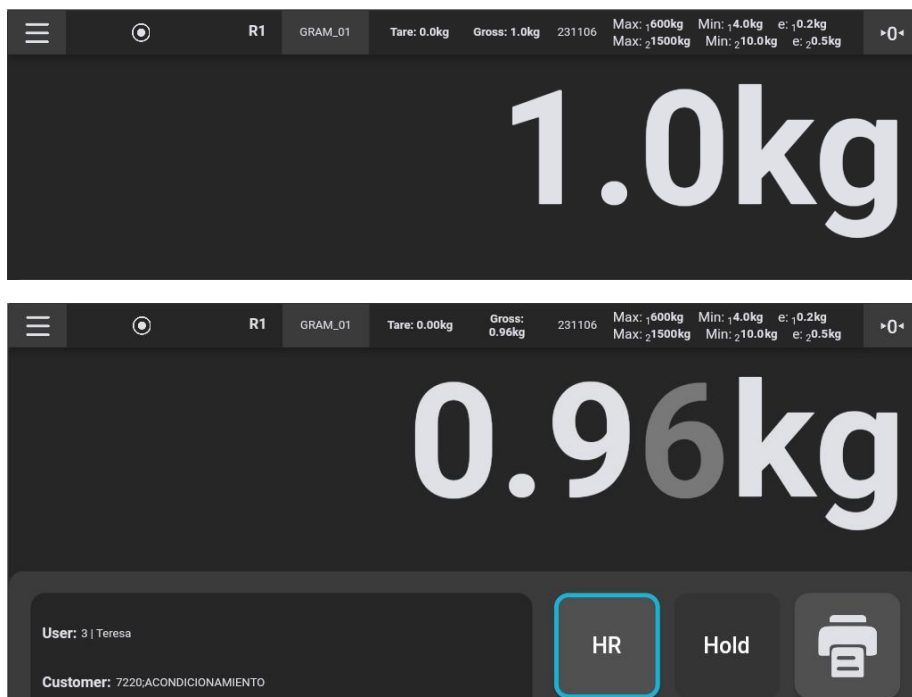 R1 GRAM_01 Tare: 0.0kg Gross: 1.0kg 231106 Max: ₁600kg Min: ₁4.0kg e: ₁0.2kg ▸0◂
Max: ₂1500kg Min: ₂10.0kg e: ₂0.5kg
1.0kg
R1 GRAM_01 Tare: 0.00kg Gross: 0.96kg 231106 Max: ₁600kg Min: ₁4.0kg e: ₁0.2kg ▸0◂
Max: ₂1500kg Min: ₂10.0kg e: ₂0.5kg
0.96kg
User: 3 | Teresa
HR Hold
Customer: 7220;ACONDICIONAMIENTO